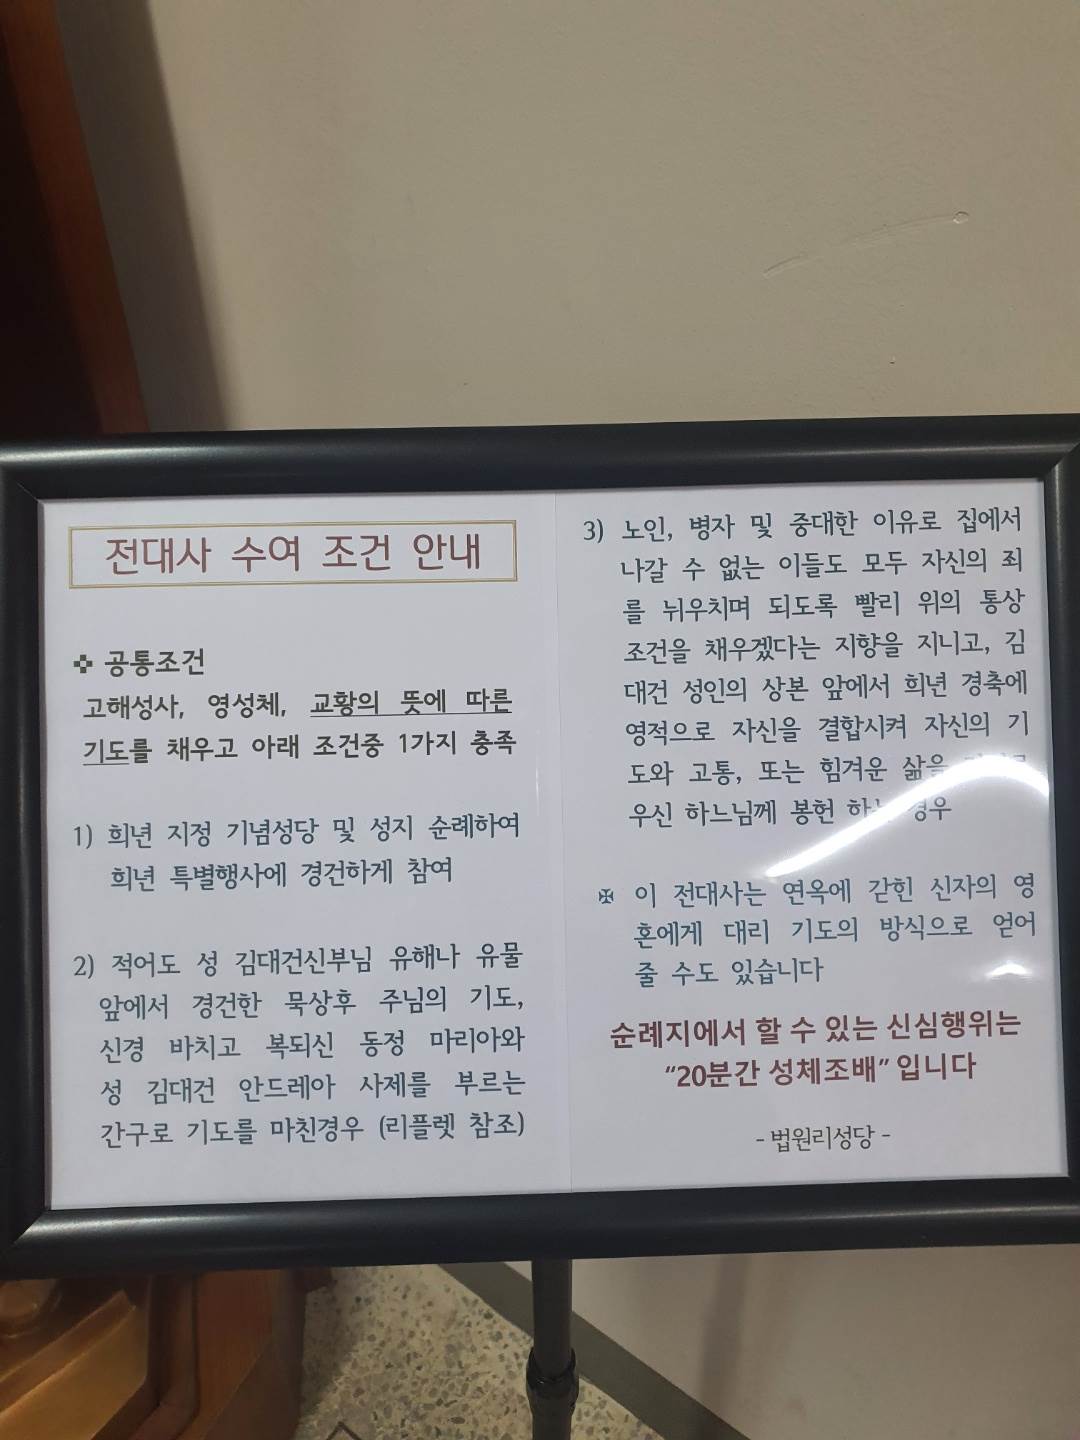 전대사 수여 조건 안내
공통조건
고해성사, 영성체, 교황의 뜻에 따른
기도를 채우고 아래 조건중 1가지 충족
1) 희년 지정 기념성당 및 성지 순례하여
희년 특별행사에 경건하게 참여
2) 적어도 성 김대건신부님 유해나 유물
앞에서 경건한 묵상후 주님의 기도,
신경 바치고 복되신 동정 마리아와
성 김대건 안드레아 사제를 부르는
간구로 기도를 마친경우 (리플렛 참조)
3) 노인, 병자 및 중대한 이유로 집에서
나갈 수 없는 이들도 모두 자신의 죄
를 뉘우치며 되도록 빨리 위의 통상
조건을 채우겠다는 지향을 지니고, 김
대건 성인의 상본 앞에서 희년 경축에
영적으로 자신을 결합시켜 자신의 기
도와 고통, 또는 힘겨운 삶을
우신 하느님께 봉헌 하는 경우
✠ 이 전대사는 연옥에 갇힌 신자의 영
혼에게 대리 기도의 방식으로 얻어
줄 수도 있습니다
순례지에서 할 수 있는 신심행위는
“20분간 성체조배” 입니다
- 법원리성당 -